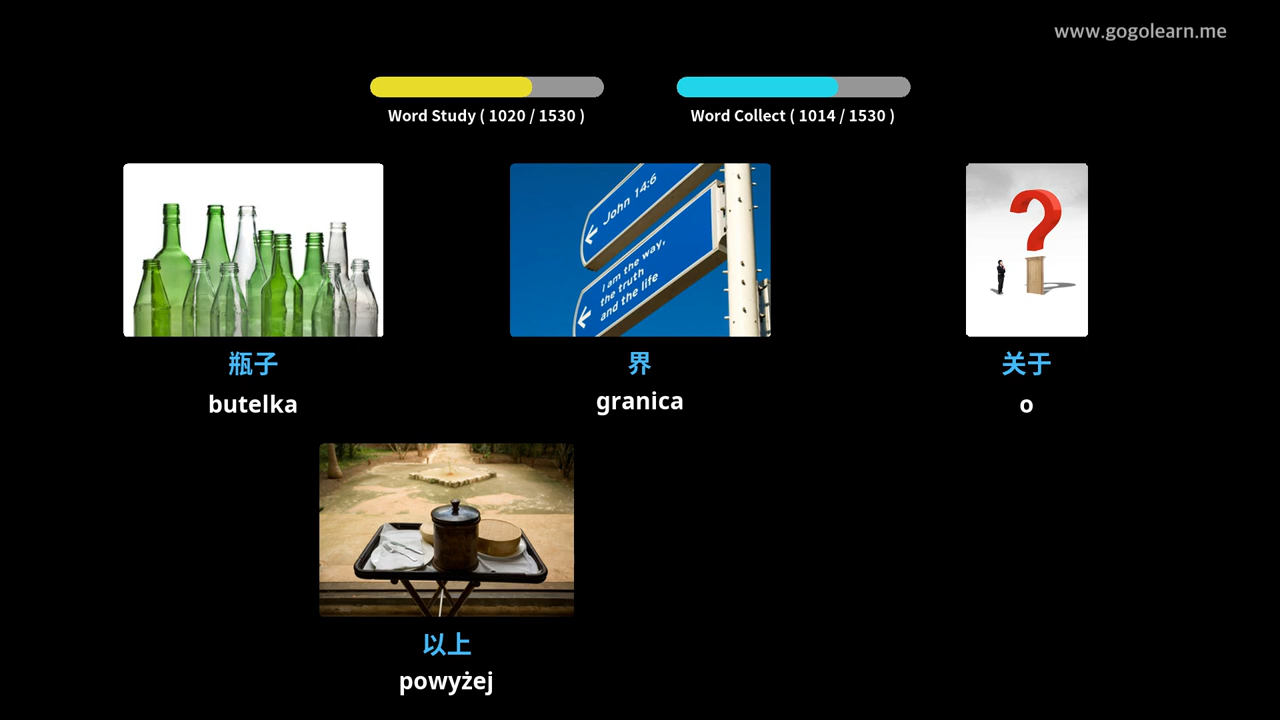 www.gogolearn.me
Word Study ( 1020 / 1530 )
Word Collect ( 1014 / 1530 )
John 14:6
I am the way,
the truth
and the life
瓶子
butelka
界
granica
关于
o
以上
powyżej